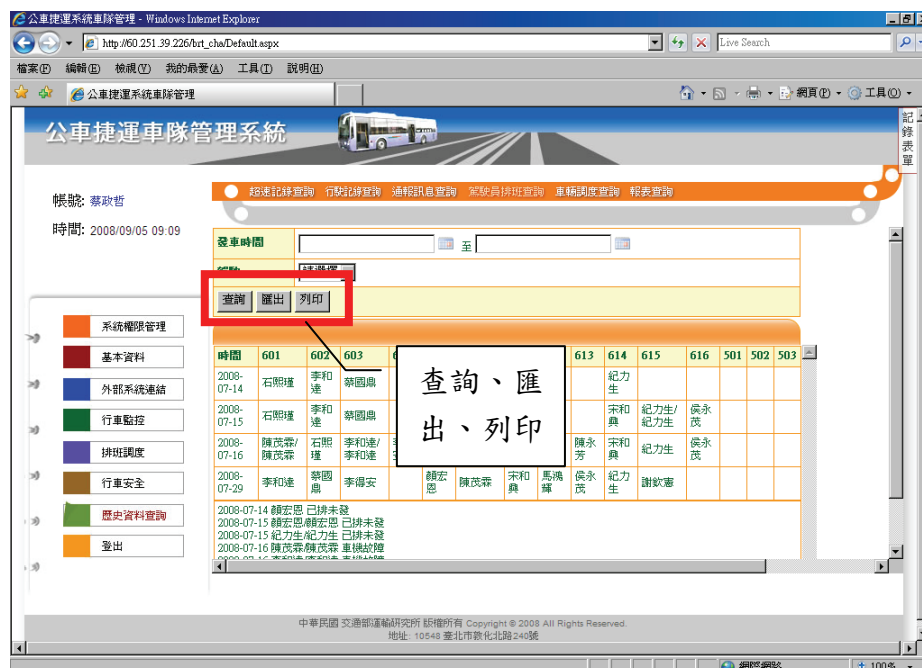 公車捷運系統車隊管理 - Windows Internet Explorer
http://60.251.39.226/brt_cha/Default.aspx
Live Search
檔案(F) 編輯(E) 檢視(V) 我的最愛(A) 工具(T) 說明(H)
公車捷運系統車隊管理
網頁(P) 工具(O)
公車捷運車隊管理系統
記錄表單
超速記錄查詢 行駛記錄查詢 通報訊息查詢 駕駛員排班查詢 車輛調度查詢 報表查詢
帳號: 蔡政哲
時間: 2008/09/05 09:09
發車時間 至
查詢 匯出 列印
系統權限管理
基本資料
外部系統連結
行車監控
排班調度
行車安全
歷史資料查詢
登出
時間 601 602 603 613 614 615 616 501 502 503
2008-07-14 石熙瑾 李和達 蔡國鼎 紀力生
2008-07-15 石熙瑾 李和達 蔡國鼎 宋和興 紀力生/紀力生 侯永茂
2008-07-16 陳茂霖/陳茂霖 石熙瑾 李和達/李和達 陳永芳 宋和興 紀力生 侯永茂
2008-07-29 李和達 蔡國鼎 李得安 顏宏恩 陳茂霖 宋和興 馬鴻輝 侯永茂 紀力生 謝欽憲
查詢、匯
出、列印
2008-07-14 顏宏恩 已排未發
2008-07-15 顏宏恩/顏宏恩 已排未發
2008-07-15 紀力生/紀力生 已排未發
2008-07-16 陳茂霖/陳茂霖 車機故障
中華民國 交通部運輸研究所 版權所有 Copyright © 2008 All Rights Reserved.
地址: 10548 臺北市敦化北路240號
網際網路 100%